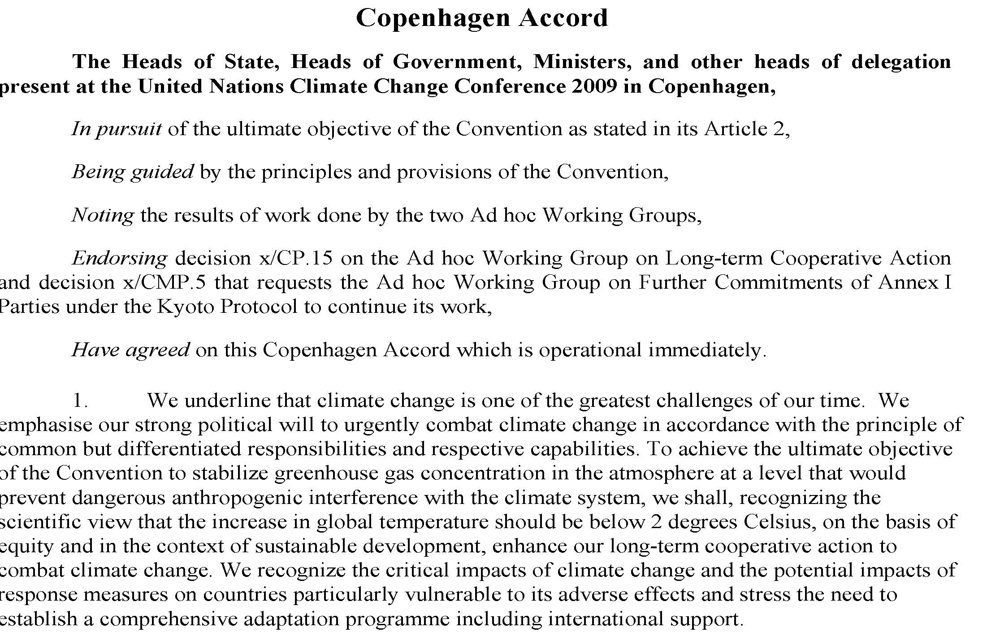 Copenhagen Accord
The Heads of State, Heads of Government, Ministers, and other heads of delegation
present at the United Nations Climate Change Conference 2009 in Copenhagen,
In pursuit of the ultimate objective of the Convention as stated in its Article 2,
Being guided by the principles and provisions of the Convention,
Noting the results of work done by the two Ad hoc Working Groups,
Endorsing decision x/CP.15 on the Ad hoc Working Group on Long-term Cooperative Action
and decision x/CMP.5 that requests the Ad hoc Working Group on Further Commitments of Annex I
Parties under the Kyoto Protocol to continue its work,
Have agreed on this Copenhagen Accord which is operational immediately.
1. We underline that climate change is one of the greatest challenges of our time. We
emphasise our strong political will to urgently combat climate change in accordance with the principle of
common but differentiated responsibilities and respective capabilities. To achieve the ultimate objective
of the Convention to stabilize greenhouse gas concentration in the atmosphere at a level that would
prevent dangerous anthropogenic interference with the climate system, we shall, recognizing the
scientific view that the increase in global temperature should be below 2 degrees Celsius, on the basis of
equity and in the context of sustainable development, enhance our long-term cooperative action to
combat climate change. We recognize the critical impacts of climate change and the potential impacts of
response measures on countries particularly vulnerable to its adverse effects and stress the need to
establish a comprehensive adaptation programme including international support.